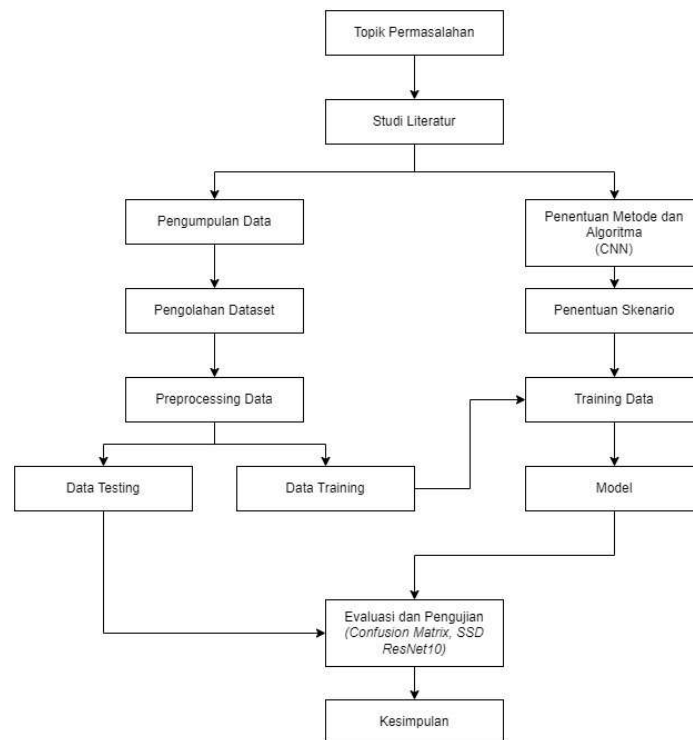 Topik Permasalahan
Studi Literatur
Pengumpulan Data
Penentuan Metode dan
Algoritma
(CNN)
Pengolahan Dataset
Penentuan Skenario
Preprocessing Data
Training Data
Data Testing
Data Training
Model
Evaluasi dan Pengujian
(Confusion Matrix, SSD
ResNet10)
Kesimpulan